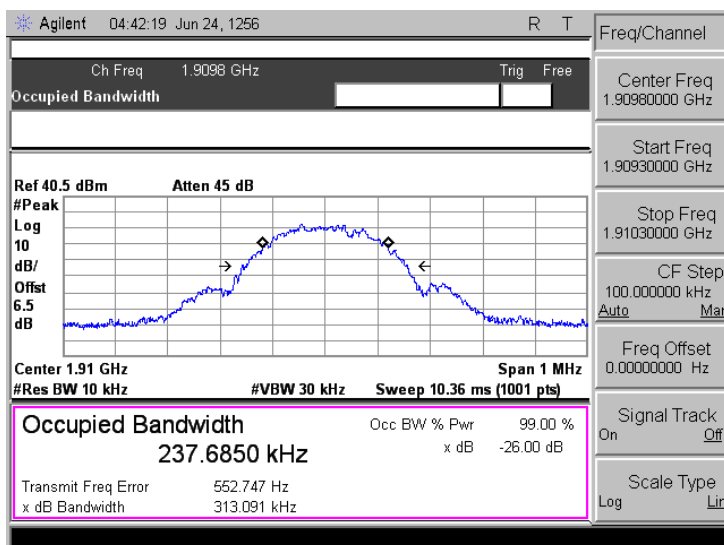 Agilent 04:42:19 Jun 24, 1256 R T
Ch Freq 1.9098 GHz Trig Free
Occupied Bandwidth
Ref 40.5 dBm Atten 45 dB
#Peak
Log
10
dB/
Offst
6.5
dB
Center 1.91 GHz Span 1 MHz
#Res BW 10 kHz #VBW 30 kHz Sweep 10.36 ms (1001 pts)
Occupied Bandwidth
237.6850 kHz
Occ BW % Pwr 99.00 %
x dB -26.00 dB
Transmit Freq Error 552.747 Hz
x dB Bandwidth 313.091 kHz
Freq/Channel
Center Freq
1.90980000 GHz
Start Freq
1.90930000 GHz
Stop Freq
1.91030000 GHz
CF Step
100.000000 kHz
Auto Man
Freq Offset
0.00000000 Hz
Signal Track
On Off
Scale Type
Log Lin